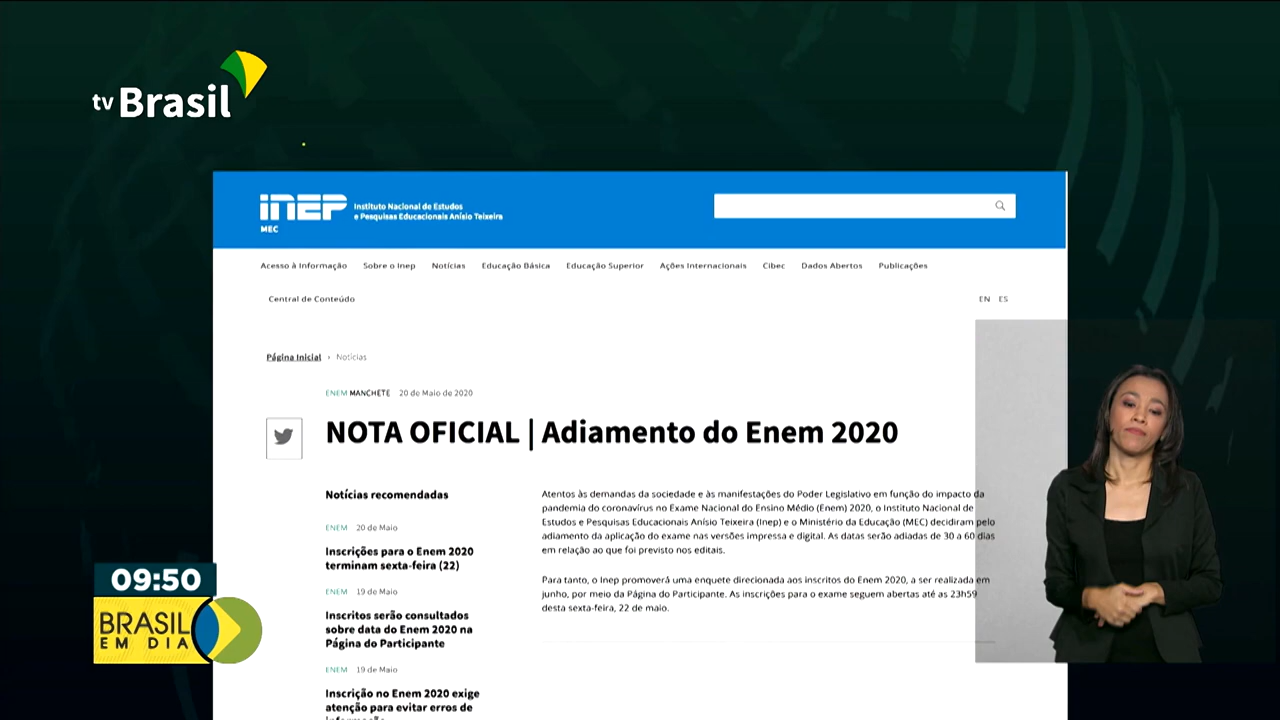 tv Brasil
inep
Instituto Nacional de Estudos
e Pesquisas Educacionais Anísio Teixeira
MEC
Acesso à Informação Sobre o Inep Notícias Educação Básica Educação Superior Ações Internacionais Cibec Dados Abertos Publicações
Central de Conteúdo EN ES
Página Inicial › Notícias
ENEM MANCHETE 20 de Maio de 2020
NOTA OFICIAL | Adiamento do Enem 2020
Notícias recomendadas
ENEM 20 de Maio
Inscrições para o Enem 2020
terminam sexta-feira (22)
ENEM 19 de Maio
Inscritos serão consultados
sobre data do Enem 2020 na
Página do Participante
ENEM 19 de Maio
Inscrição no Enem 2020 exige
atenção para evitar erros de
Atentos às demandas da sociedade e às manifestações do Poder Legislativo em função do impacto da
pandemia do coronavírus no Exame Nacional do Ensino Médio (Enem) 2020, o Instituto Nacional de
Estudos e Pesquisas Educacionais Anísio Teixeira (Inep) e o Ministério da Educação (MEC) decidiram pelo
adiamento da aplicação do exame nas versões impressa e digital. As datas serão adiadas de 30 a 60 dias
em relação ao que foi previsto nos editais.
Para tanto, o Inep promoverá uma enquete direcionada aos inscritos do Enem 2020, a ser realizada em
junho, por meio da Página do Participante. As inscrições para o exame seguem abertas até as 23h59
desta sexta-feira, 22 de maio.
09:50
BRASIL
EM DIA